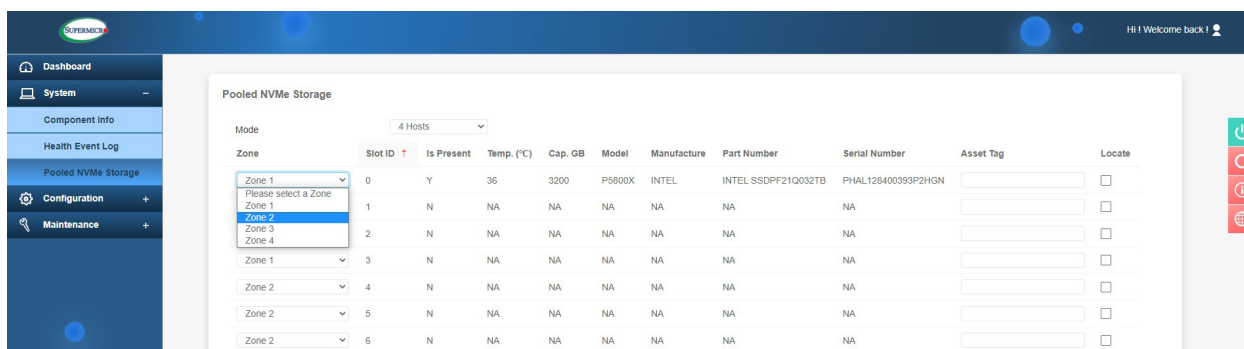 SUPERMICR
Hi ! Welcome back !
Dashboard
System −
Component Info
Health Event Log
Pooled NVMe Storage
Configuration +
Maintenance +
Pooled NVMe Storage
Mode 4 Hosts
Zone Slot ID ↑ Is Present Temp. (°C) Cap. GB Model Manufacture Part Number Serial Number Asset Tag Locate
Zone 1 0 Y 36 3200 P5800X INTEL INTEL SSDPF21Q032TB PHAL128400393P2HGN
Please select a Zone
Zone 1
Zone 2
Zone 3
Zone 4
1 N NA NA NA NA NA NA
2 N NA NA NA NA NA NA
Zone 1 3 N NA NA NA NA NA NA
Zone 2 4 N NA NA NA NA NA NA
Zone 2 5 N NA NA NA NA NA NA
Zone 2 6 N NA NA NA NA NA NA